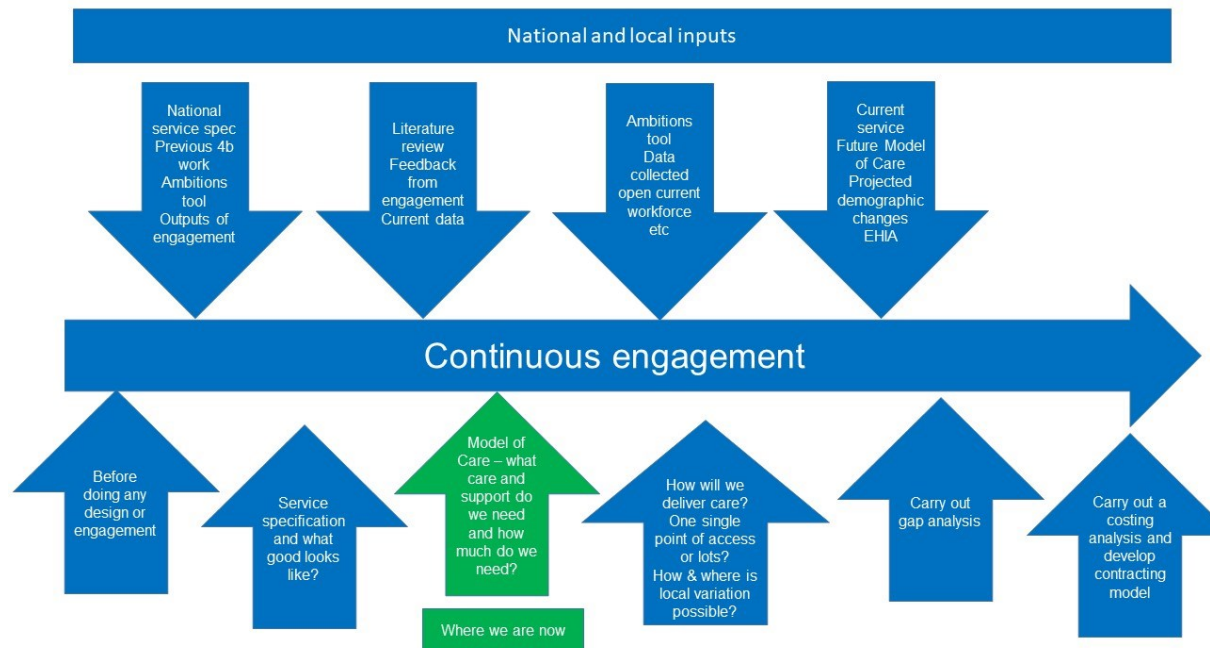 National and local inputs
National
service spec
Previous 4b
work
Ambitions
tool
Outputs of
engagement
Literature
review
Feedback
from
engagement
Current data
Ambitions
tool
Data
collected
open current
workforce
etc
Current
service
Future Model
of Care
Projected
demographic
changes
EHIA
Continuous engagement
Before
doing any
design or
engagement
Service
specification
and what
good looks
like?
Model of
Care – what
care and
support do
we need
and how
much do we
need?
How will we
deliver care?
One single
point of access
or lots?
How & where is
local variation
possible?
Carry out
gap analysis
Carry out a
costing
analysis and
develop
contracting
model
Where we are now